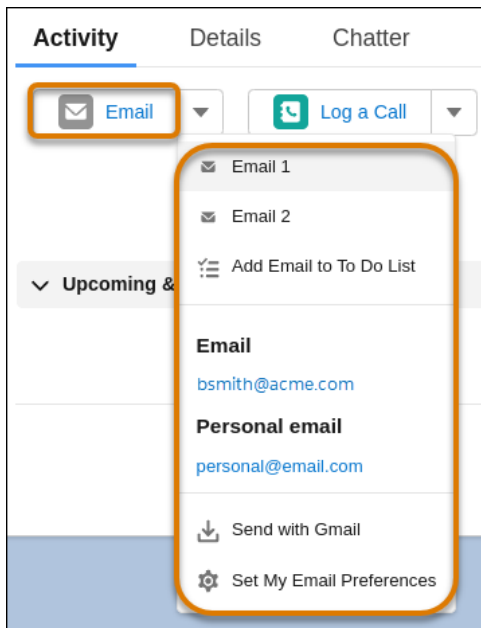 Activity Details Chatter
Email Log a Call
Email 1
Email 2
Add Email to To Do List
Upcoming &
Email
bsmith@acme.com
Personal email
personal@email.com
Send with Gmail
Set My Email Preferences